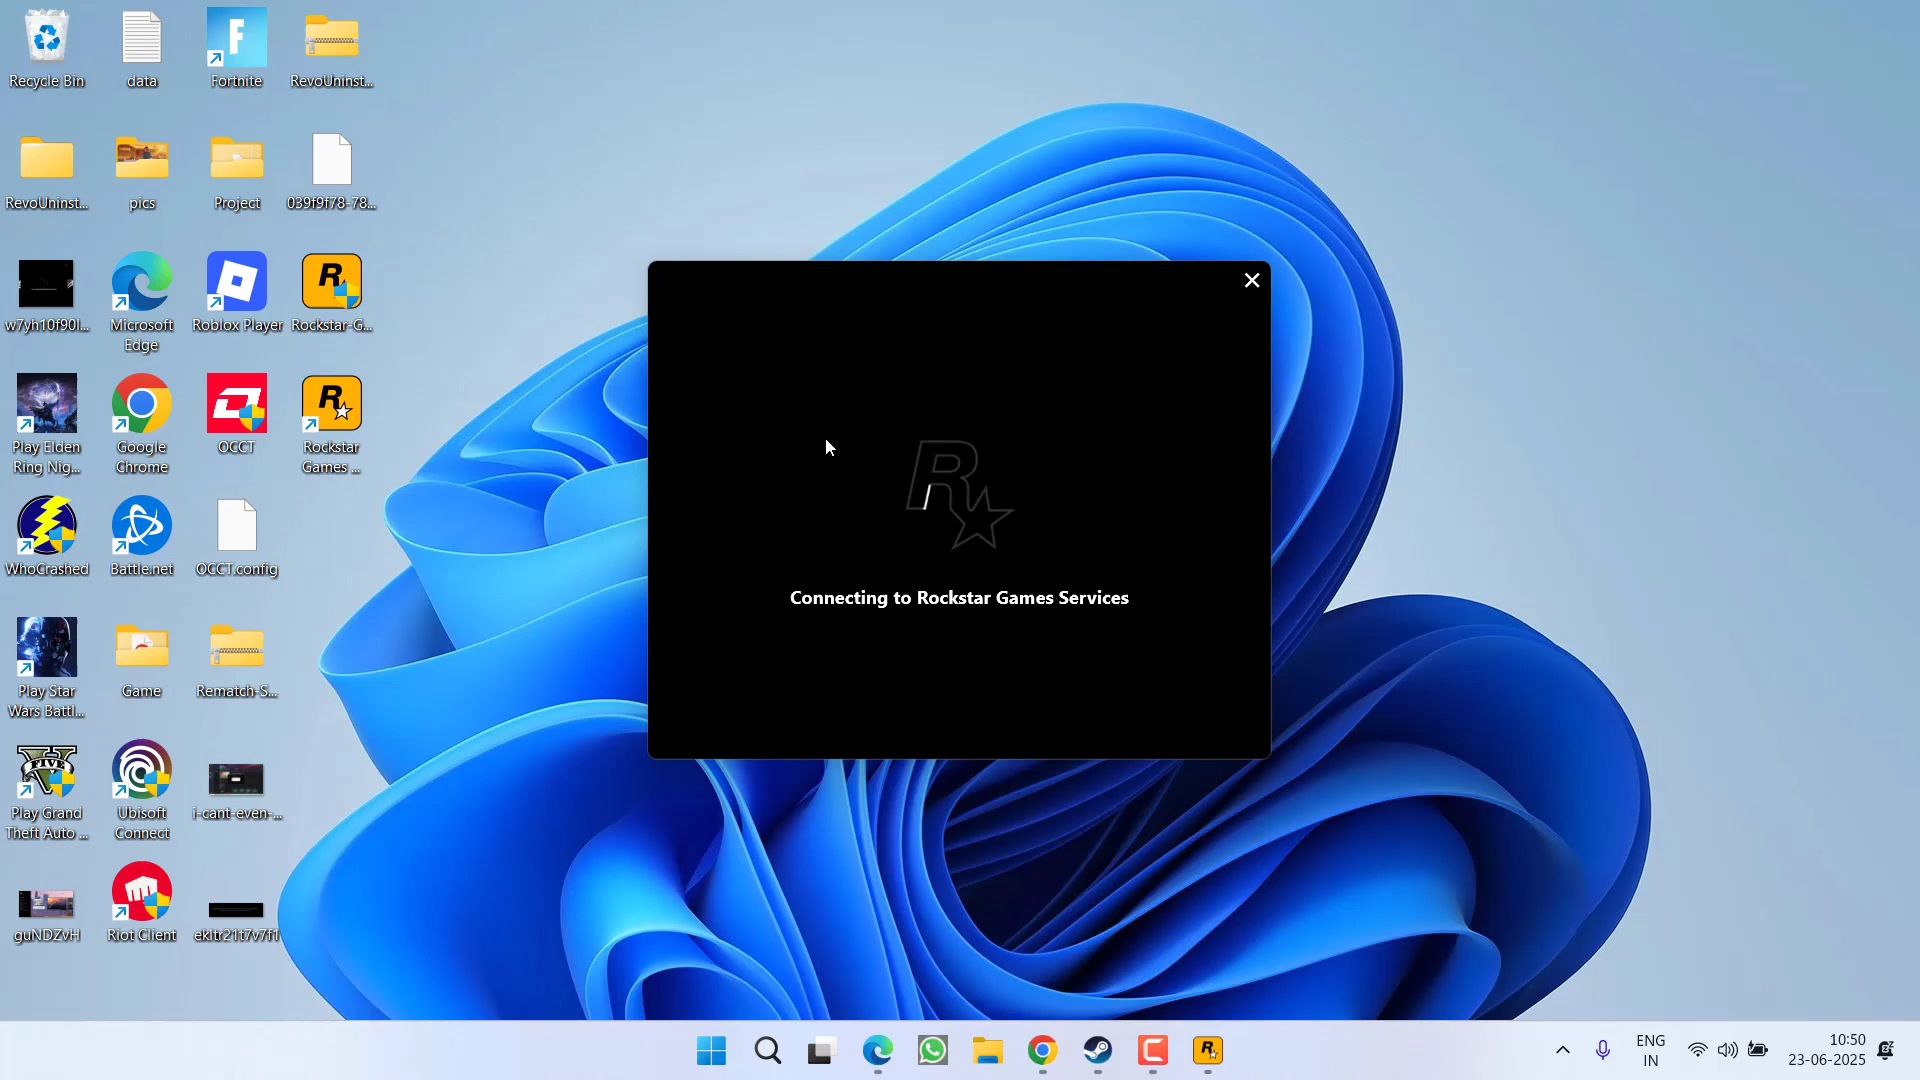 Recycle Bin
data
Fortnite
RevoUninst...
RevoUninst...
pics
Project
039f9f78-78...
w7yh10f90l...
Microsoft
Edge
Roblox Player
Rockstar-G...
Play Elden
Ring Nig...
Google
Chrome
OCCT
Rockstar
Games ...
WhoCrashed
Battle.net
OCCT.config
Play Star
Wars Battl...
Game
Rematch-S...
FIVE
Play Grand
Theft Auto ...
Ubisoft
Connect
i-cant-even-...
guNDZvH
Riot Client
ekltr21t7v7f1
Connecting to Rockstar Games Services
ENG
IN
10:50
23-06-2025